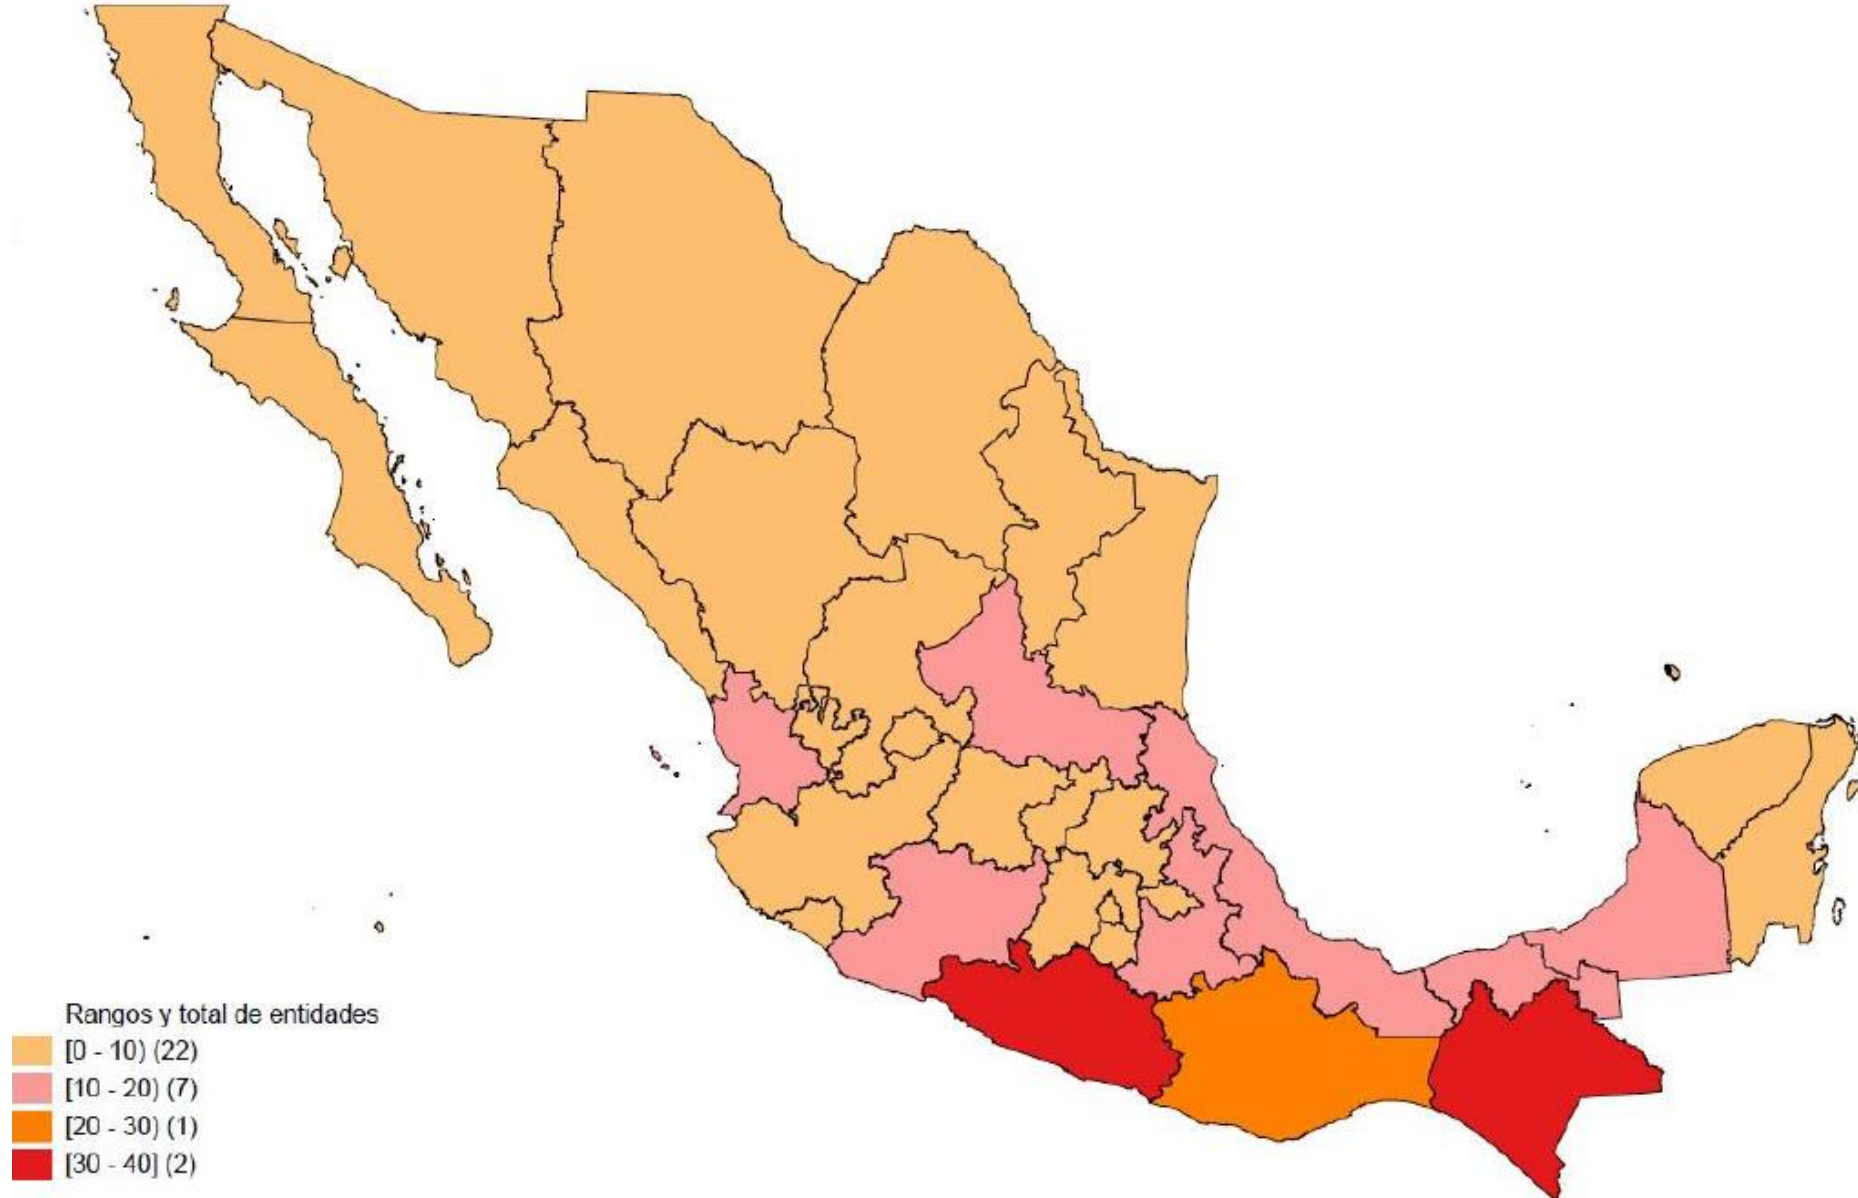 Rangos y total de entidades
[0 - 10) (22)
[10 - 20) (7)
[20 - 30) (1)
[30 - 40] (2)